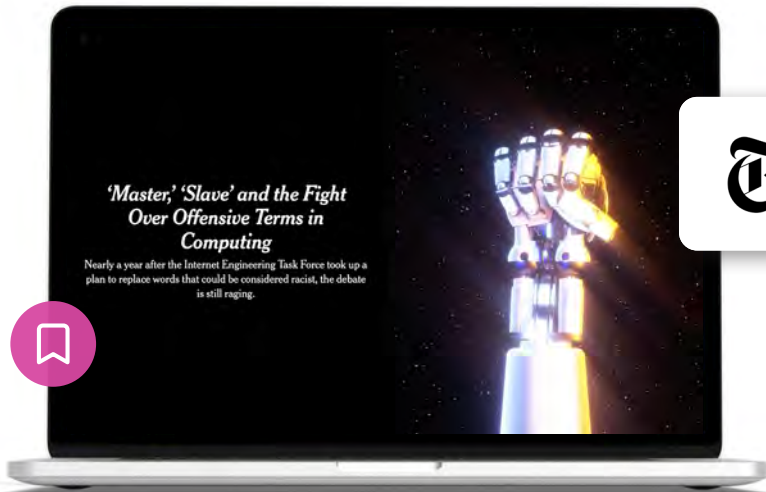 ‘Master,’ ‘Slave’ and the Fight
Over Offensive Terms in
Computing
Nearly a year after the Internet Engineering Task Force took up a
plan to replace words that could be considered racist, the debate
is still raging.